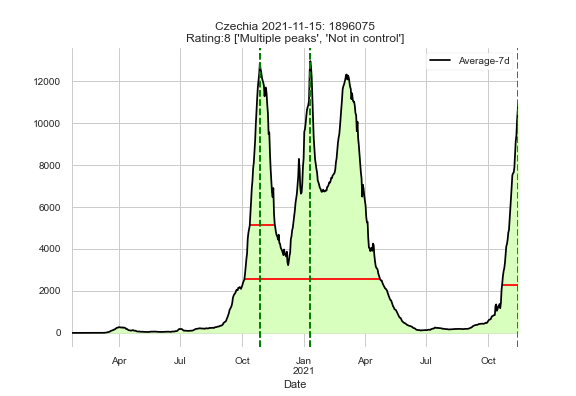 Czechia 2021-11-15: 1896075
Rating:8 ['Multiple peaks', 'Not in control']
Average-7d
12000
10000
8000
6000
4000
2000
0
Apr Jul Oct Jan Apr Jul Oct
2021
Date